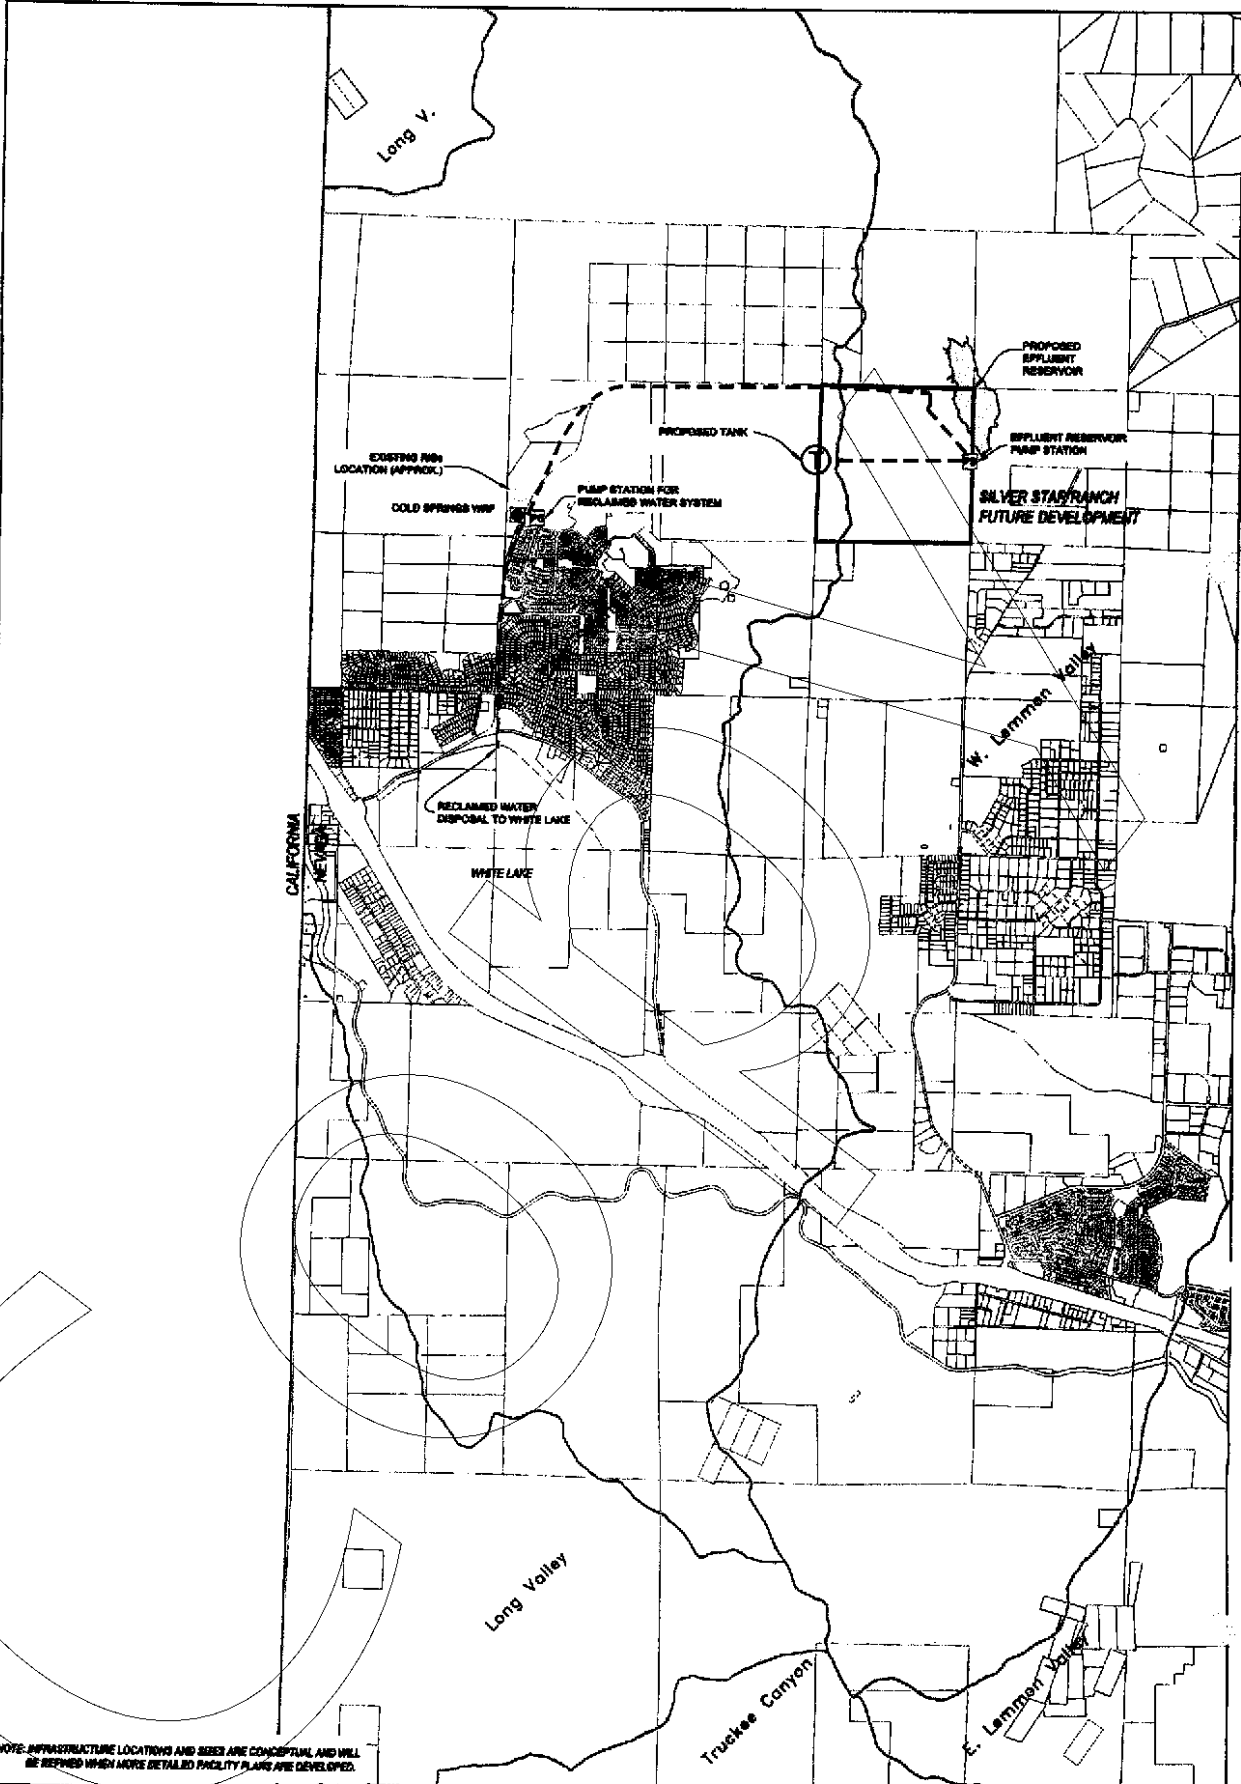 Long V.
PROPOSED
EFFLUENT
RESERVOIR
PROPOSED TANK
T
EFFLUENT RESERVOIR
PUMP STATION
EXISTING RIBs
LOCATION (APPROX.)
PUMP STATION FOR
RECLAIMED WATER SYSTEM
COLD SPRINGS WRF
SILVER STAR RANCH
FUTURE DEVELOPMENT
W. Lemmon Valley
RECLAIMED WATER
DISPOSAL TO WHITE LAKE
CALIFORNIA
NEVADA
WHITE LAKE
Long Valley
Truckee Canyon
E. Lemmon Valley
NOTE: INFRASTRUCTURE LOCATIONS AND SIZES ARE CONCEPTUAL AND WILL
BE REFINED WHEN MORE DETAILED FACILITY PLANS ARE DEVELOPED.